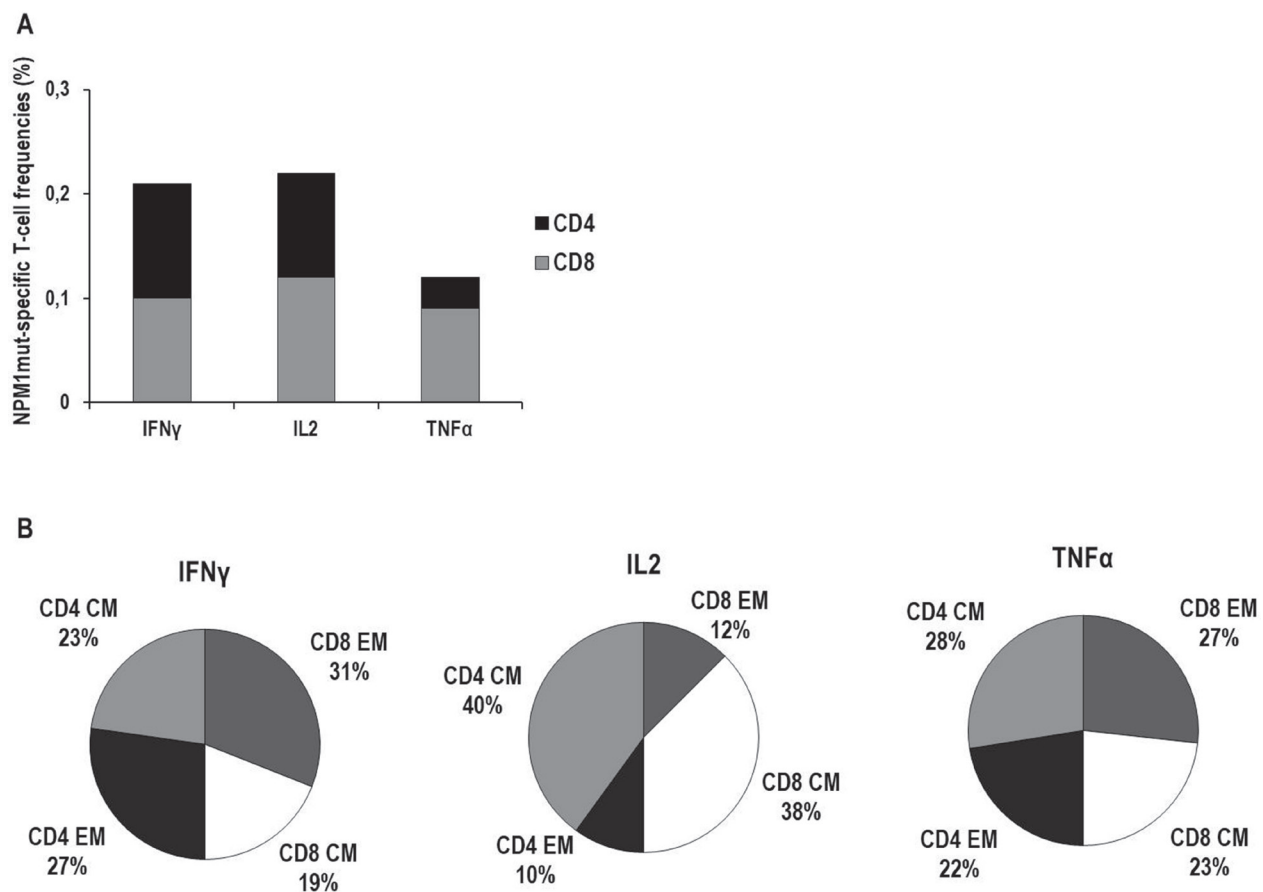 A
NPM1mut-specific T-cell frequencies (%)
0,3
0,2
0,1
0
IFNγ
IL2
TNFα
CD4
CD8
B
IFNγ
CD4 CM
23%
CD8 EM
31%
CD4 EM
27%
CD8 CM
19%
IL2
CD8 EM
12%
CD4 CM
40%
CD8 CM
38%
CD4 EM
10%
TNFα
CD4 CM
28%
CD8 EM
27%
CD4 EM
22%
CD8 CM
23%